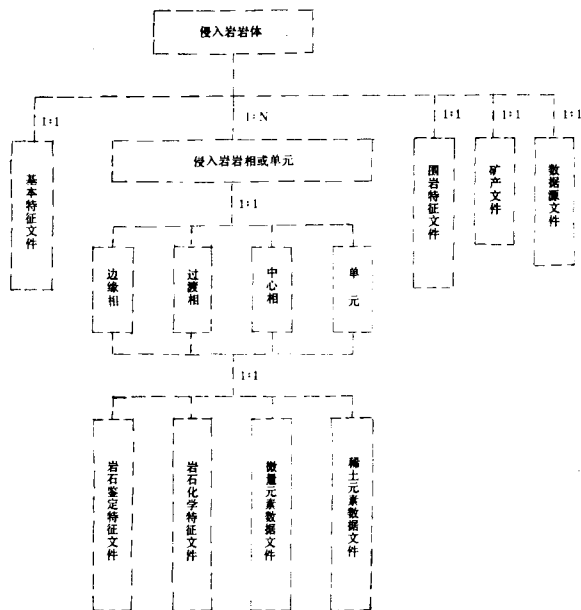 侵入岩岩体
1:1
1:N
1:1
1:1
1:1
基本特征文件
侵入岩岩相或单元
围岩特征文件
矿产文件
数据源文件
1:1
边缘相
过渡相
中心相
单元
1:1
岩石鉴定特征文件
岩石化学特征文件
微量元素数据文件
稀土元素数据文件